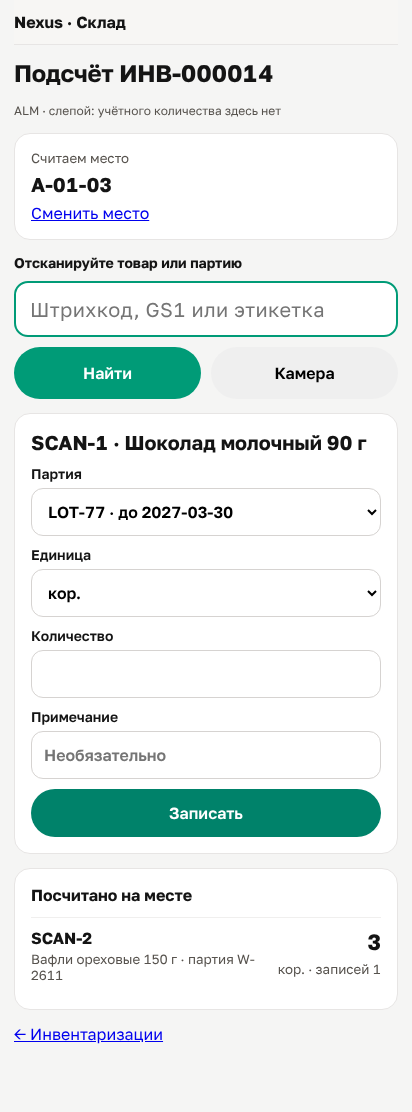 Nexus · Склад
Подсчёт ИНВ-000014
ALM · слепой: учётного количества здесь нет
Считаем место
A-01-03
Сменить место
Отсканируйте товар или партию
Штрихкод, GS1 или этикетка
Найти
Камера
SCAN-1 · Шоколад молочный 90 г
Партия
LOT-77 · до 2027-03-30
Единица
кор.
Количество
Примечание
Необязательно
Записать
Посчитано на месте
SCAN-2
3
Вафли ореховые 150 г · партия W-
2611
кор. · записей 1
← Инвентаризации